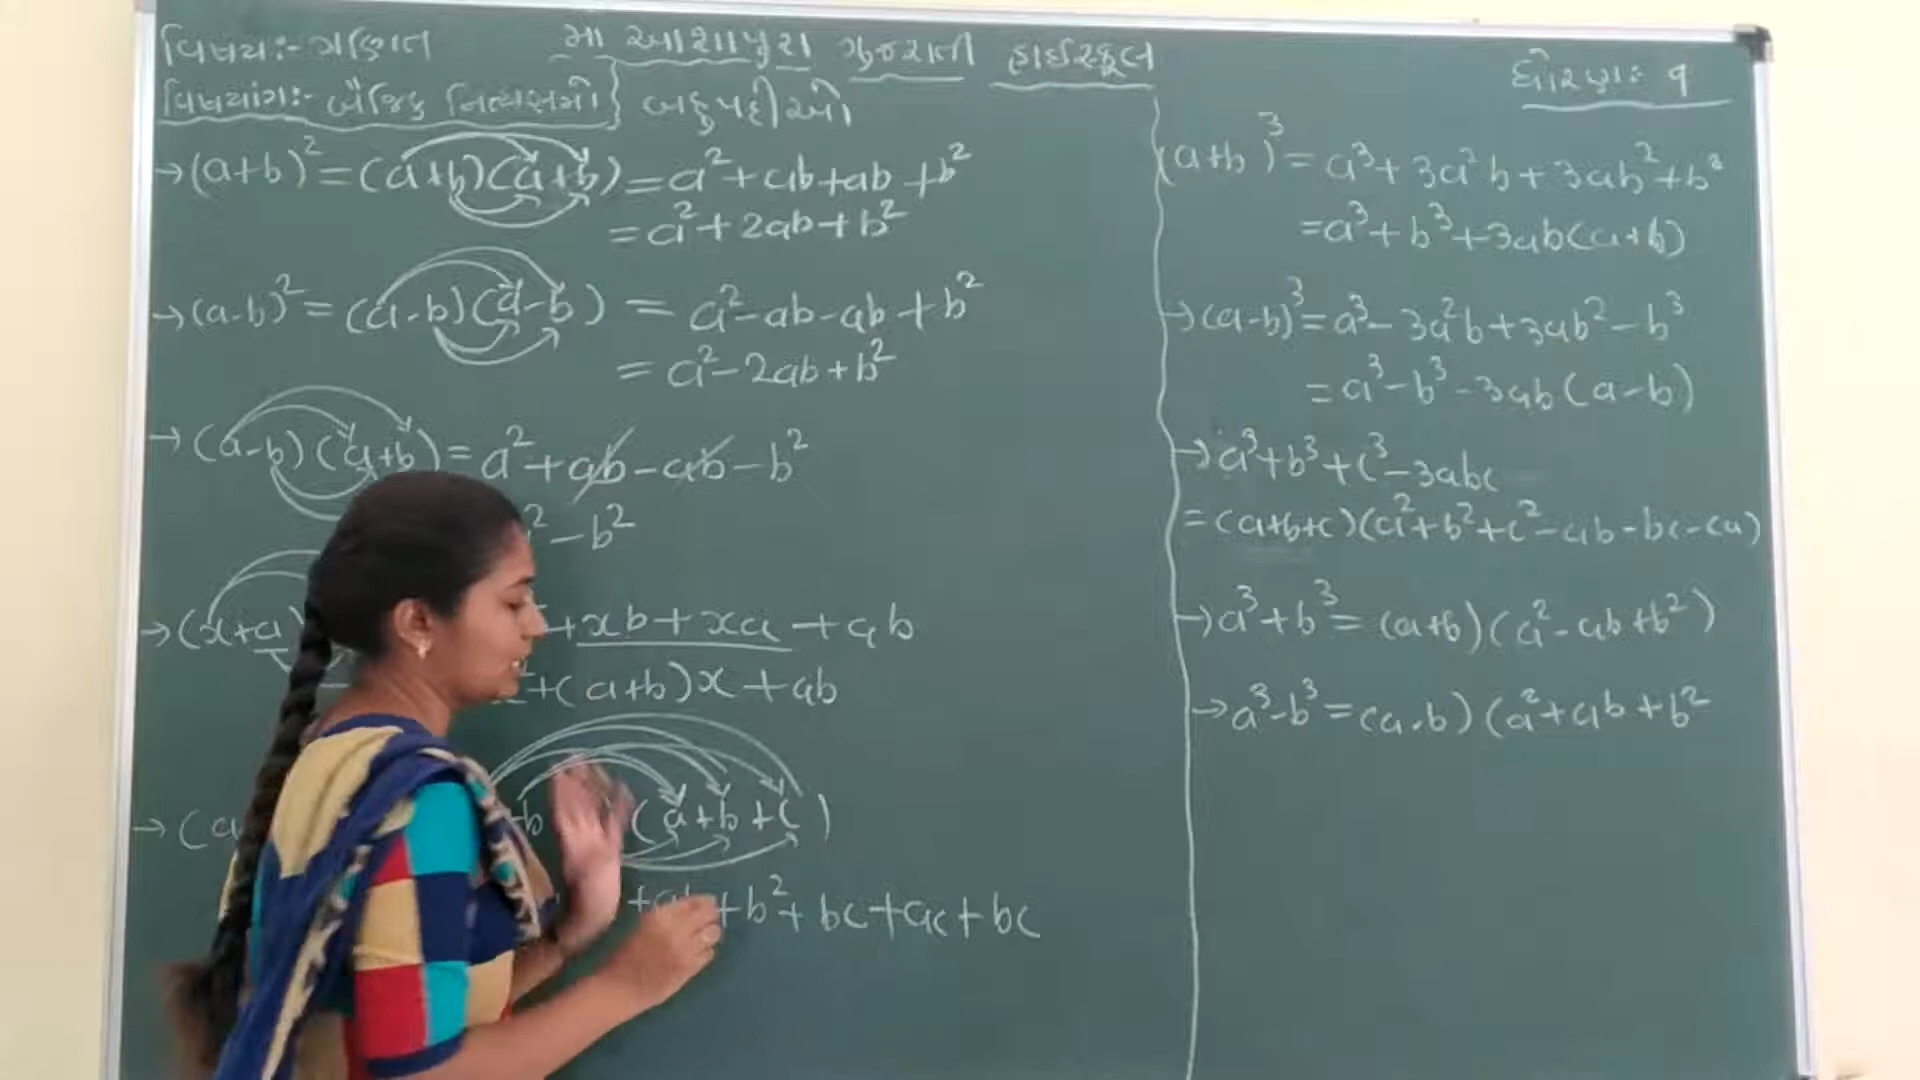 વિષય:- ગણિત
મા આશાપુરા ગુજરાતી હાઈસ્કૂલ
ધોરણ: ૧
વિષયાંગ:- બૈજિક નિત્યસમો} બહુપદીઓ
→(a+b)²=(a+b)(a+b)=a²+ab+ab+b²
=a²+2ab+b²
→(a-b)²=(a-b)(a-b) = a²-ab-ab+b²
= a²-2ab+b²
→(a-b)(a+b)=a²+ab-ab-b²
²-b²
→(x+a) +xb+xa+ab
+(a+b)x+ab
→(a b (a+b+c)
+ab+b²+bc+ac+bc
(a+b)³=a³+3a²b+3ab²+b³
=a³+b³+3ab(a+b)
→(a-b)³=a³-3a²b+3ab²-b³
=a³-b³-3ab(a-b)
→a³+b³+c³-3abc
=(a+b+c)(a²+b²+c²-ab-bc-ca)
→a³+b³=(a+b)(a²-ab+b²)
→a³-b³=(a-b)(a²+ab+b²